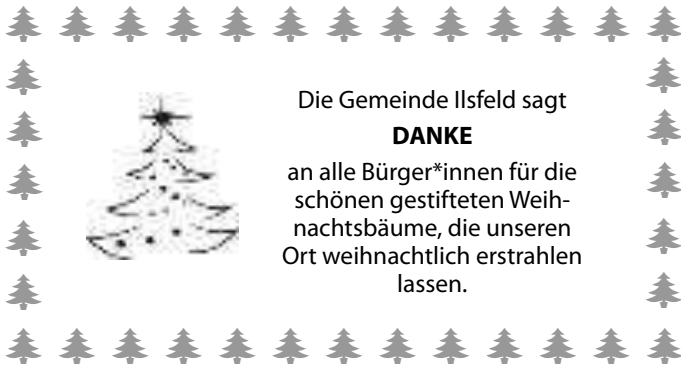 Die Gemeinde Ilsfeld sagt
DANKE
an alle Bürger*innen für die
schönen gestifteten Weih-
nachtsbäume, die unseren
Ort weihnachtlich erstrahlen
lassen.